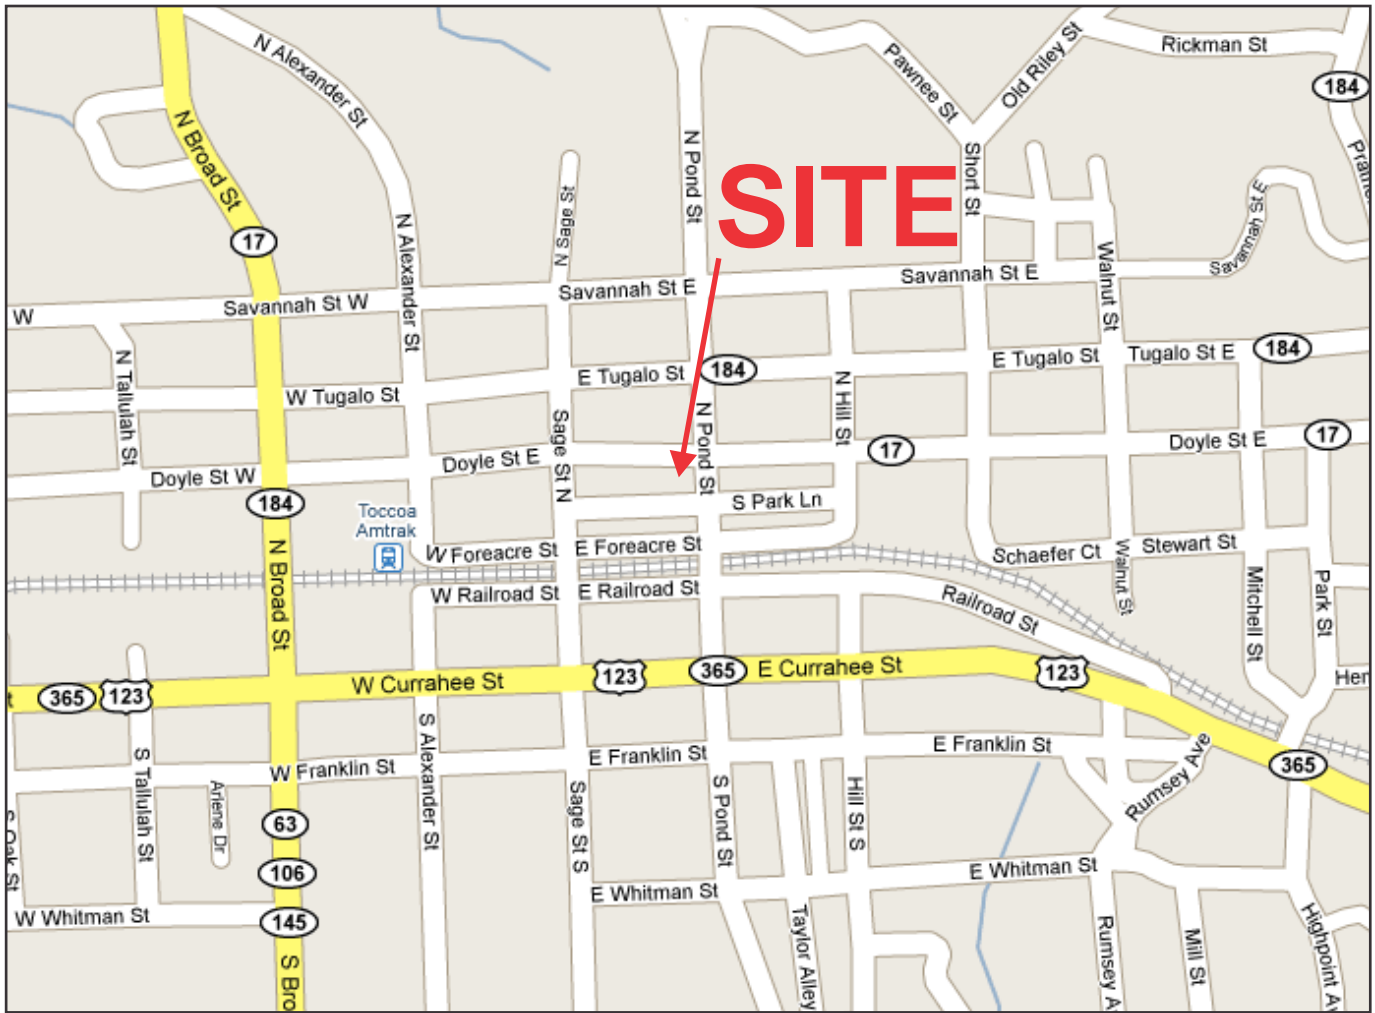 N Alexander St
Pawnee St
Old Riley St
Rickman St
184
N Broad St
N Pond St
Short St
SITE
N Sage St
17
N Alexander St
Savannah St E
Walnut St
W
Savannah St W
Savannah St E
Savannah St E
N Tallulah St
W Tugalo St
E Tugalo St
184
E Tugalo St
Tugalo St E
184
N Hill St
Sage St N
N Pond St
Doyle St W
Doyle St E
17
Doyle St E
17
184
S Park Ln
Toccoa
Amtrak
W Foreacre St
E Foreacre St
Schaefer Ct
Stewart St
N Broad St
W Railroad St
E Railroad St
Railroad St
Walnut St
Mitchell St
Park St
365
123
W Currahee St
123
365
E Currahee St
123
S Tallulah St
Ariene Dr
W Franklin St
S Alexander St
E Franklin St
E Franklin St
Rumsey Ave
365
S Oak St
63
Sage St S
S Pond St
Hill St S
106
E Whitman St
E Whitman St
W Whitman St
145
S Bro
Taylor Alley
Rumsey A
Mill St
Highpoint Av